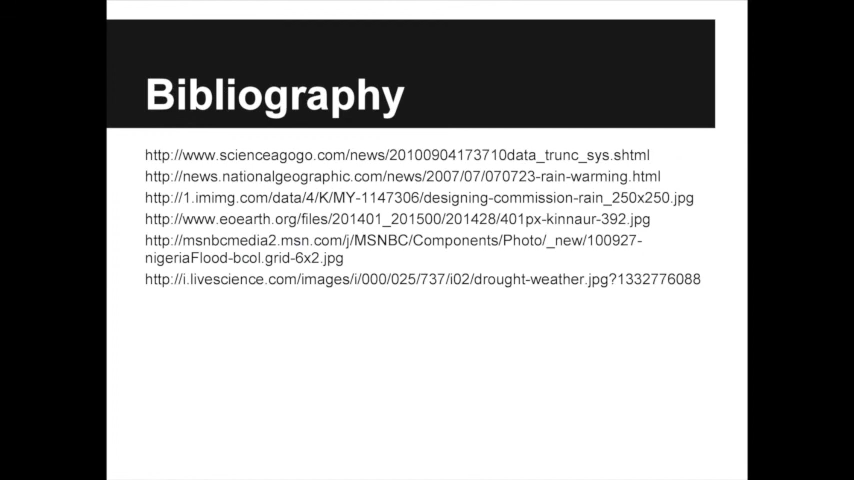 Bibliography
http://www.scienceagogo.com/news/20100904173710data_trunc_sys.shtml
http://news.nationalgeographic.com/news/2007/07/070723-rain-warming.html
http://1.imimg.com/data/4/K/MY-1147306/designing-commission-rain_250x250.jpg
http://www.eoearth.org/files/201401_201500/201428/401px-kinnaur-392.jpg
http://msnbcmedia2.msn.com/j/MSNBC/Components/Photo/_new/100927-
nigeriaFlood-bcol.grid-6x2.jpg
http://i.livescience.com/images/i/000/025/737/i02/drought-weather.jpg?1332776088